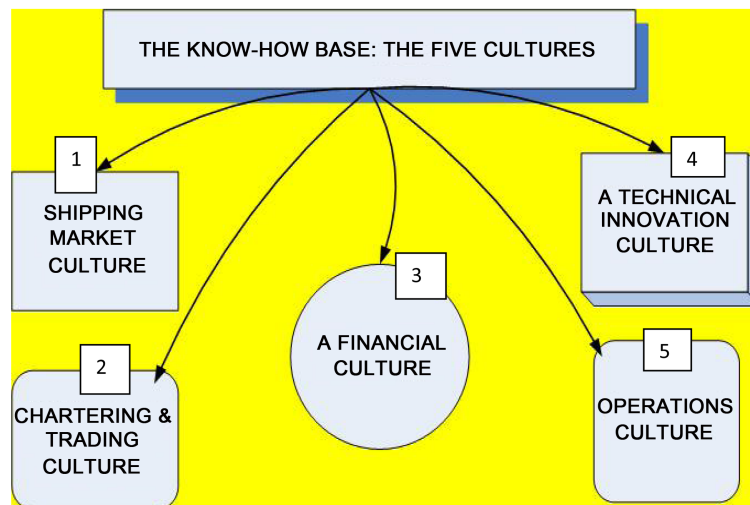 THE KNOW-HOW BASE: THE FIVE CULTURES
1
SHIPPING
MARKET
CULTURE
2
CHARTERING &
TRADING
CULTURE
3
A FINANCIAL
CULTURE
4
A TECHNICAL
INNOVATION
CULTURE
5
OPERATIONS
CULTURE